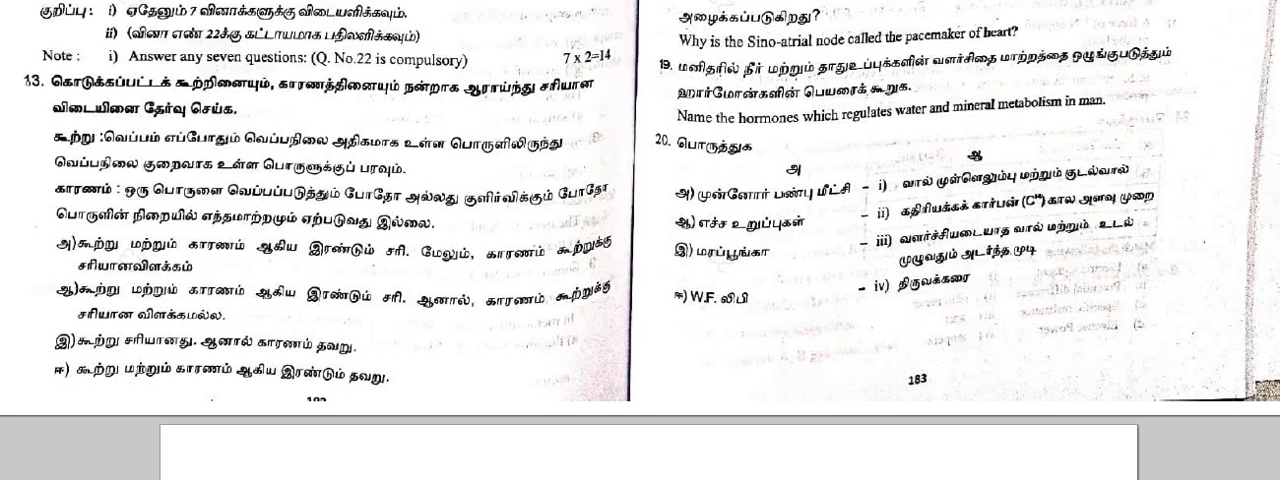 குறிப்பு : i) ஏதேனும் 7 வினாக்களுக்கு விடையளிக்கவும்.
ii) (வினா எண் 22க்கு கட்டாயமாக பதிலளிக்கவும்)
Note : i) Answer any seven questions: (Q. No.22 is compulsory) 7 x 2=14
13. கொடுக்கப்பட்டக் கூற்றினையும், காரணத்தினையும் நன்றாக ஆராய்ந்து சரியான
விடையினை தேர்வு செய்க.
கூற்று :வெப்பம் எப்போதும் வெப்பநிலை அதிகமாக உள்ள பொருளிலிருந்து
வெப்பநிலை குறைவாக உள்ள பொருளுக்குப் பரவும்.
காரணம் : ஒரு பொருளை வெப்பப்படுத்தும் போதோ அல்லது குளிர்விக்கும் போதோ
பொருளின் நிறையில் எந்தமாற்றமும் ஏற்படுவது இல்லை.
அ)கூற்று மற்றும் காரணம் ஆகிய இரண்டும் சரி. மேலும், காரணம் கூற்றுக்கு
சரியானவிளக்கம்
ஆ)கூற்று மற்றும் காரணம் ஆகிய இரண்டும் சரி. ஆனால், காரணம் கூற்றுக்கு
சரியான விளக்கமல்ல.
இ)கூற்று சரியானது. ஆனால் காரணம் தவறு.
ஈ) கூற்று மற்றும் காரணம் ஆகிய இரண்டும் தவறு.
அழைக்கப்படுகிறது?
Why is the Sino-atrial node called the pacemaker of heart?
19. மனிதரில் நீர் மற்றும் தாதுஉப்புக்களின் வளர்சிதை மாற்றத்தை ஒழுங்குபடுத்தும்
ஹார்மோன்களின் பெயரைக் கூறுக.
Name the hormones which regulates water and mineral metabolism in man.
20. பொருத்துக
அ ஆ
அ) முன்னோர் பண்பு மீட்சி – i) வால் முள்ளெலும்பு மற்றும் குடல்வால்
ஆ) எச்ச உறுப்புகள் – ii) கதிரியக்கக் கார்பன் (C¹⁴) கால அளவு முறை
இ) மரப்பூங்கா – iii) வளர்ச்சியடையாத வால் மற்றும் உடல்
முழுவதும் அடர்ந்த முடி
ஈ) W.F. லிபி – iv) திருவக்கரை
183